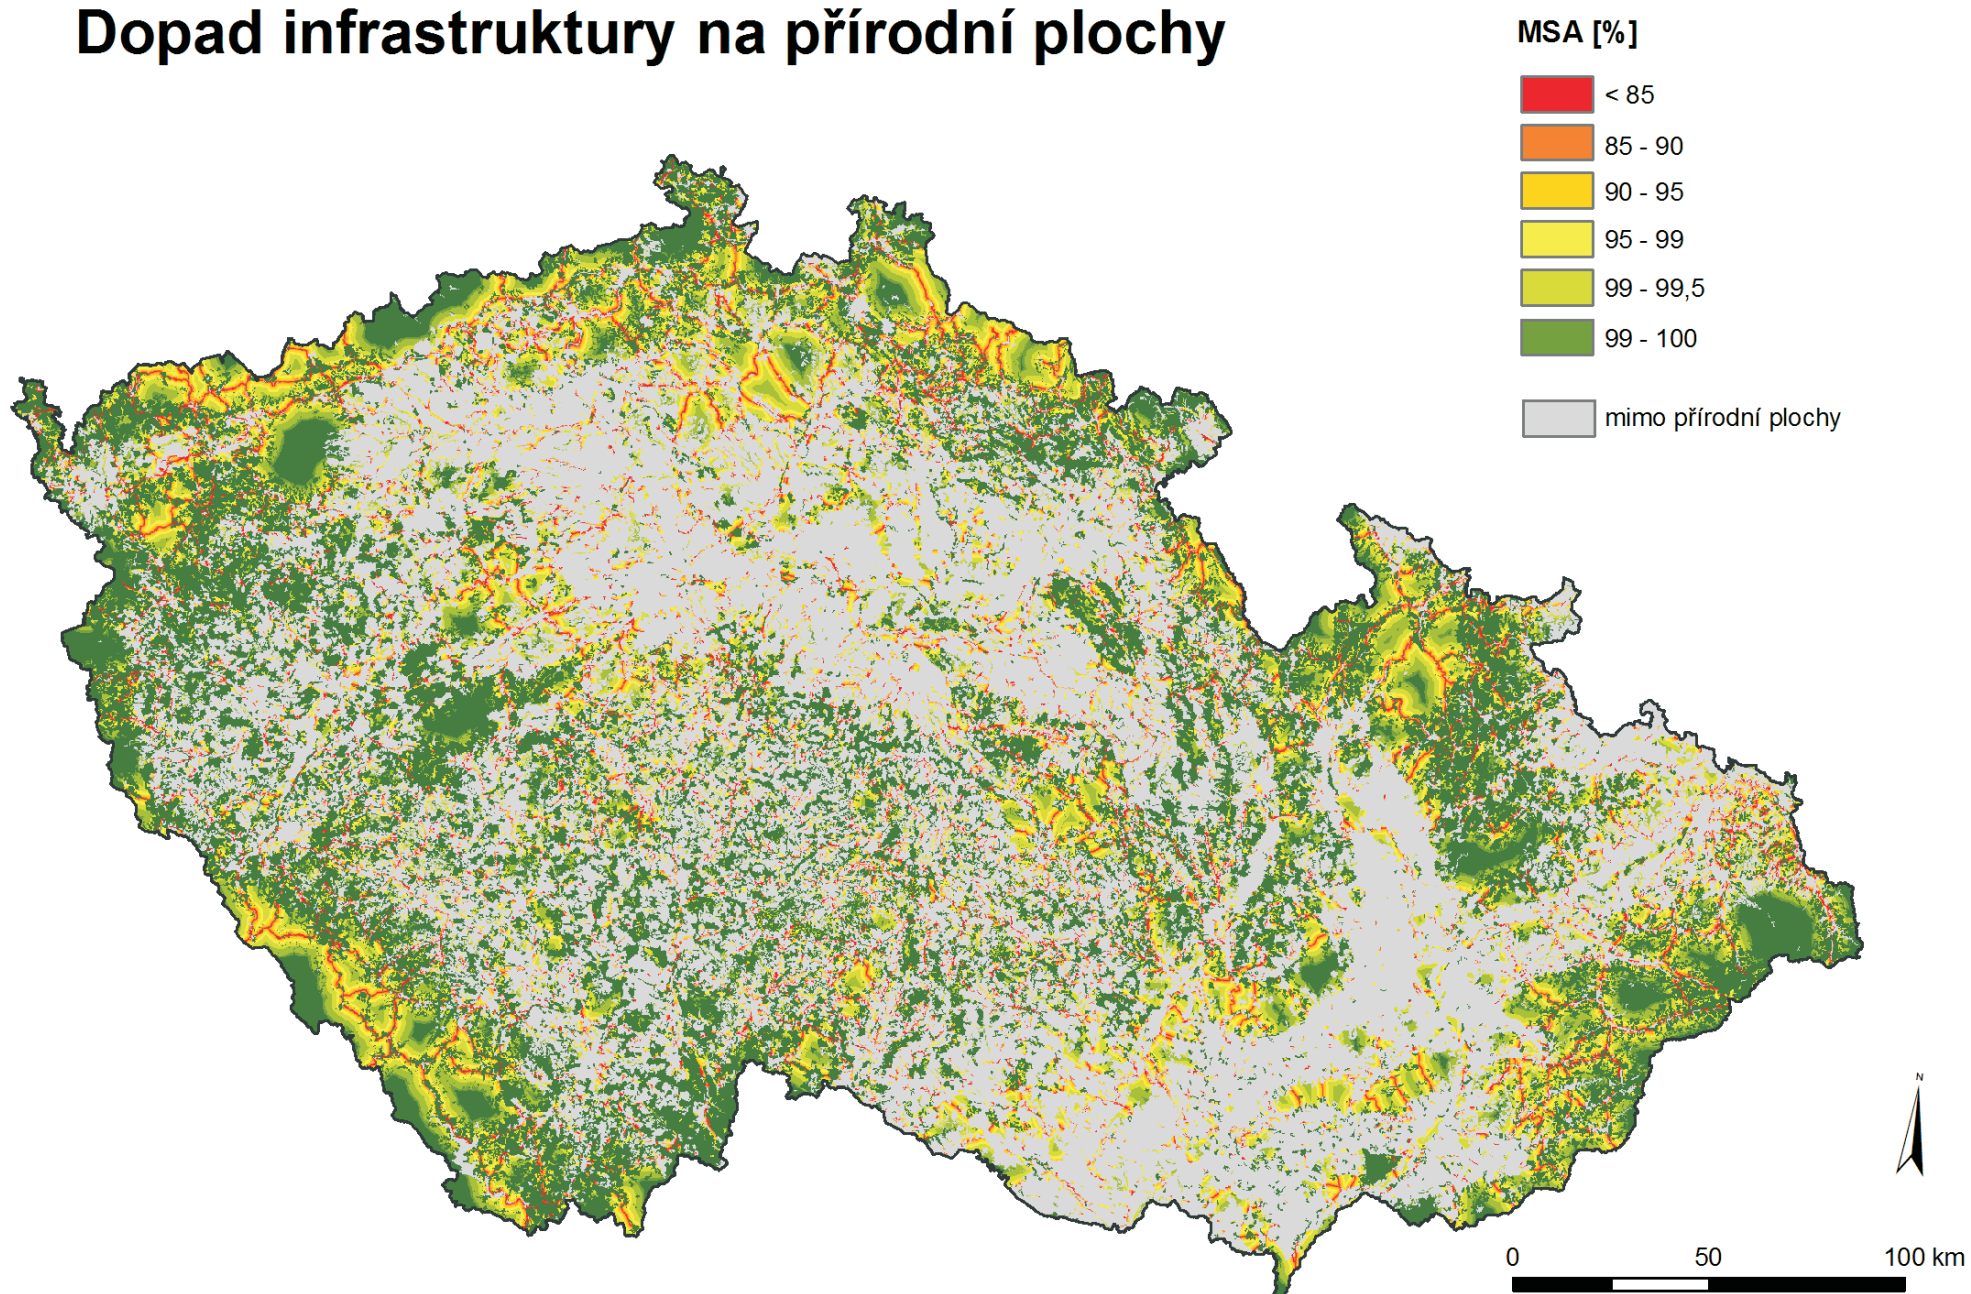 Dopad infrastruktury na přírodní plochy
MSA [%]
< 85
85 - 90
90 - 95
95 - 99
99 - 99,5
99 - 100
mimo přírodní plochy
N
0 50 100 km